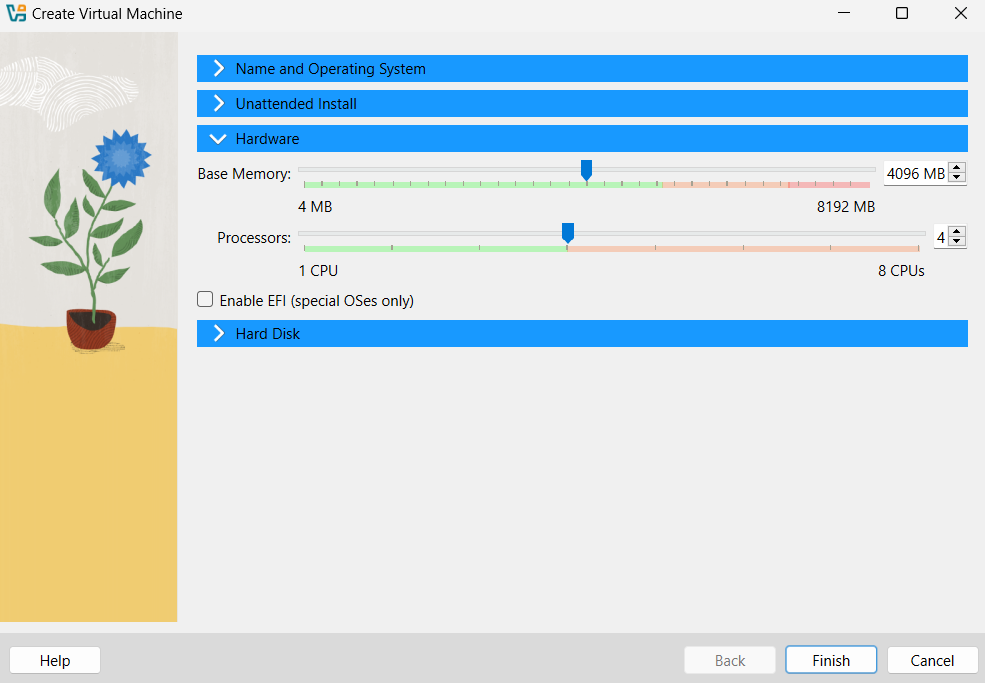 Create Virtual Machine
Name and Operating System
Unattended Install
Hardware
Base Memory: 4096 MB
4 MB 8192 MB
Processors: 4
1 CPU 8 CPUs
Enable EFI (special OSes only)
Hard Disk
Help Back Finish Cancel